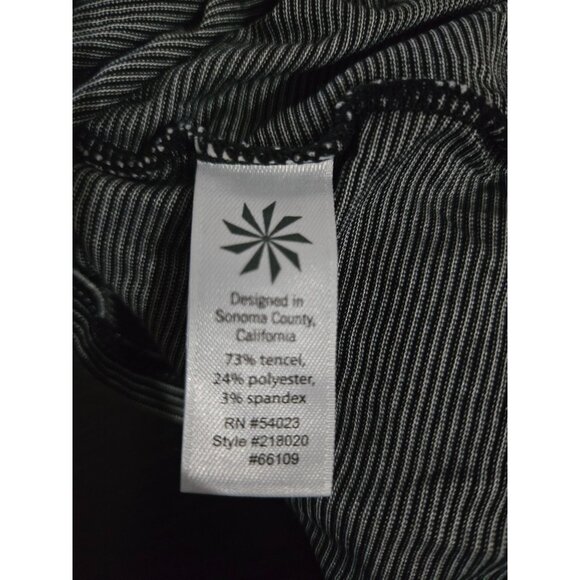 Designed in
Sonoma County,
California
73% tencel,
24% polyester,
3% spandex
RN #54023
Style #218020
#66109